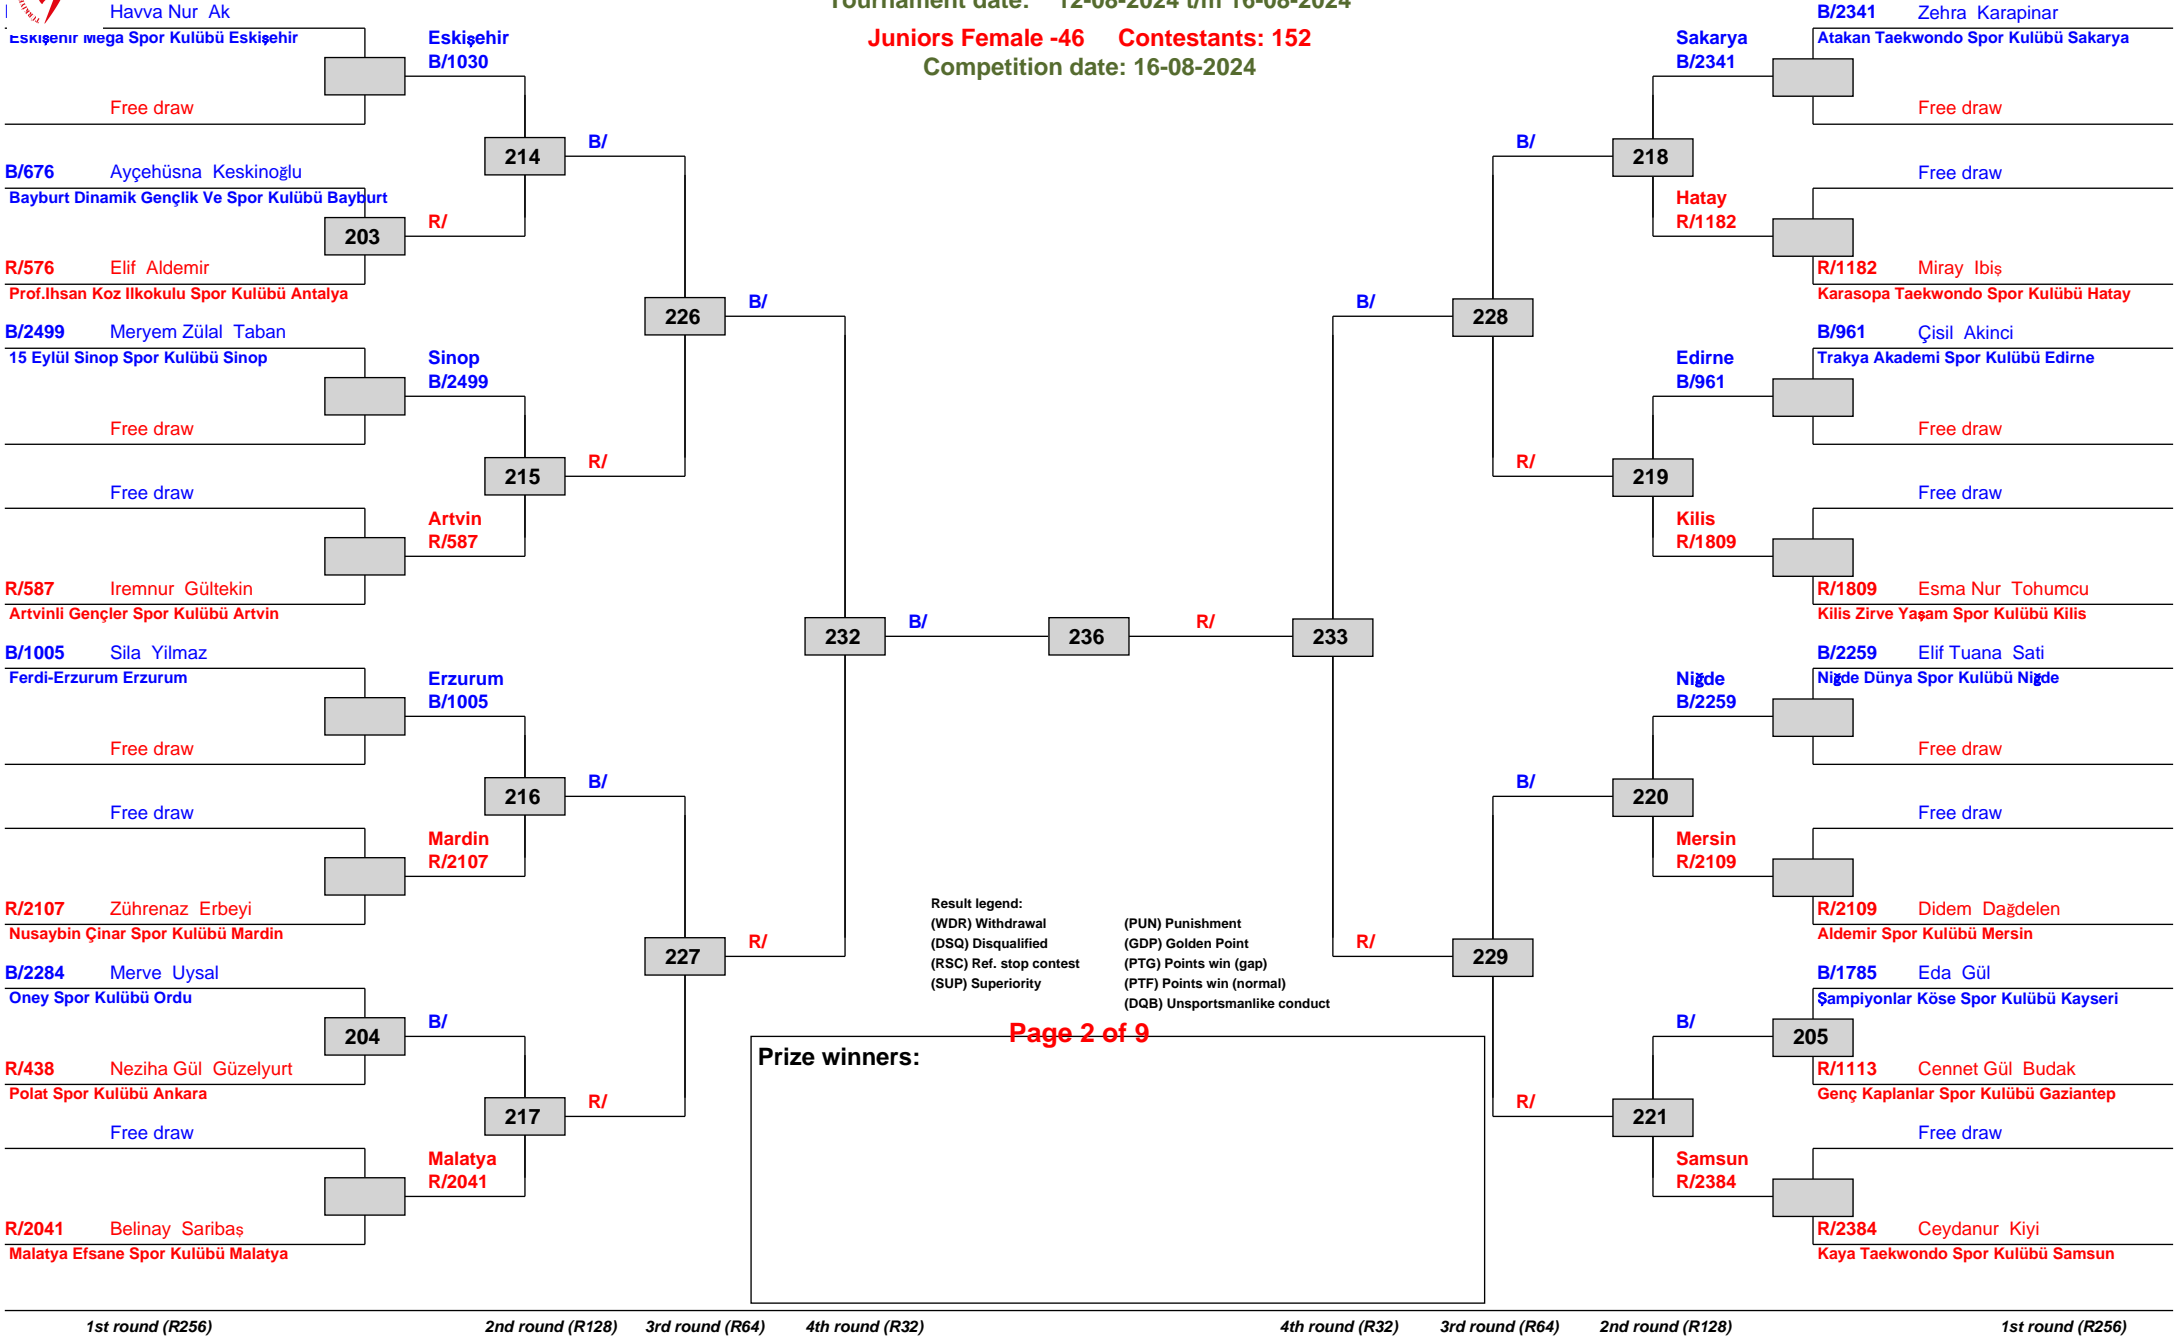 Tournament date: 12-08-2024 t/m 16-08-2024
Juniors Female -46 Contestants: 152
Competition date: 16-08-2024
Havva Nur Ak
Eskişehir Mega Spor Kulübü Eskişehir
Eskişehir
B/1030
Free draw
214
B/
B/676 Ayçehüsna Keskinoğlu
Bayburt Dinamik Gençlik Ve Spor Kulübü Bayburt
203
R/
R/576 Elif Aldemir
Prof.Ihsan Koz Ilkokulu Spor Kulübü Antalya
226
B/
B/2499 Meryem Zülal Taban
15 Eylül Sinop Spor Kulübü Sinop
Sinop
B/2499
Free draw
215
R/
Free draw
Artvin
R/587
R/587 Iremnur Gültekin
Artvinli Gençler Spor Kulübü Artvin
232
B/
236
R/
233
B/1005 Sila Yilmaz
Ferdi-Erzurum Erzurum
Erzurum
B/1005
Free draw
216
B/
Free draw
Mardin
R/2107
R/2107 Zührenaz Erbeyi
Nusaybin Çinar Spor Kulübü Mardin
227
R/
B/2284 Merve Uysal
Oney Spor Kulübü Ordu
204
B/
R/438 Neziha Gül Güzelyurt
Polat Spor Kulübü Ankara
217
R/
Free draw
Malatya
R/2041
R/2041 Belinay Saribaş
Malatya Efsane Spor Kulübü Malatya
B/2341 Zehra Karapinar
Atakan Taekwondo Spor Kulübü Sakarya
Sakarya
B/2341
Free draw
B/
218
Free draw
Hatay
R/1182
R/1182 Miray Ibiş
Karasopa Taekwondo Spor Kulübü Hatay
B/
228
B/961 Çisil Akinci
Trakya Akademi Spor Kulübü Edirne
Edirne
B/961
Free draw
R/
219
Free draw
Kilis
R/1809
R/1809 Esma Nur Tohumcu
Kilis Zirve Yaşam Spor Kulübü Kilis
B/2259 Elif Tuana Sati
Niğde Dünya Spor Kulübü Niğde
Niğde
B/2259
Free draw
B/
220
Free draw
Mersin
R/2109
R/2109 Didem Dağdelen
Aldemir Spor Kulübü Mersin
R/
229
B/1785 Eda Gül
Şampiyonlar Köse Spor Kulübü Kayseri
B/
205
R/1113 Cennet Gül Budak
Genç Kaplanlar Spor Kulübü Gaziantep
R/
221
Free draw
Samsun
R/2384
R/2384 Ceydanur Kiyi
Kaya Taekwondo Spor Kulübü Samsun
Result legend:
(WDR) Withdrawal (PUN) Punishment
(DSQ) Disqualified (GDP) Golden Point
(RSC) Ref. stop contest (PTG) Points win (gap)
(SUP) Superiority (PTF) Points win (normal)
(DQB) Unsportsmanlike conduct
Page 2 of 9
Prize winners:
1st round (R256) 2nd round (R128) 3rd round (R64) 4th round (R32) 4th round (R32) 3rd round (R64) 2nd round (R128) 1st round (R256)